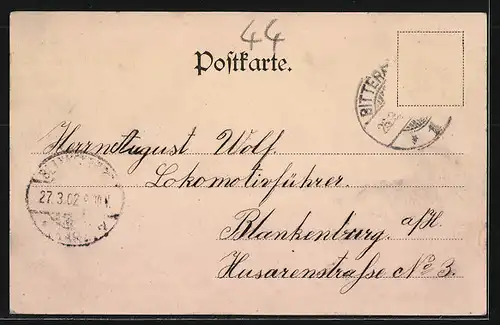 44
Postkarte.
BITTERF
Herrn August Wolf.
Lokomotivführer.
27.3.02
Blankenburg. a/H.
Husarenstrasse No 3.